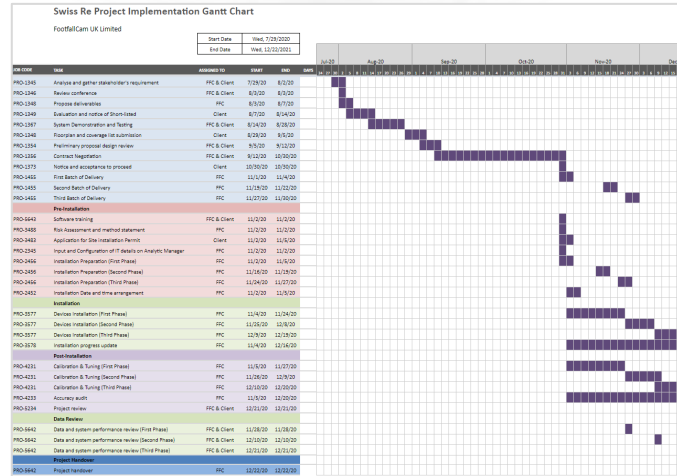 Swiss Re Project Implementation Gantt Chart
FootfallCam UK Limited
Start Date Wed, 7/29/2020
End Date Wed, 12/22/2021
Jul-20 Aug-20 Sep-20 Oct-20 Nov-20 Dec
JOB CODE TASK ASSIGNED TO START END DAYS
PRO-1345 Analyse and gather stakeholder's requirement FFC & Client 7/29/20 8/2/20
PRO-1346 Review conference FFC & Client 8/3/20 8/3/20
PRO-1348 Propose deliverables FFC 8/3/20 8/7/20
PRO-1349 Evaluation and notice of Short-listed Client 8/7/20 8/14/20
PRO-1367 System Demonstration and Testing FFC & Client 8/14/20 8/28/20
PRO-1348 Floorplan and coverage list submission Client 8/29/20 9/5/20
PRO-1354 Preliminary proposal design review FFC & Client 9/5/20 9/12/20
PRO-1356 Contract Negotiation FFC & Client 9/12/20 10/30/20
PRO-1373 Notice and acceptance to proceed Client 10/30/20 10/30/20
PRO-1455 First Batch of Delivery FFC 11/1/20 11/4/20
PRO-1455 Second Batch of Delivery FFC 11/19/20 11/22/20
PRO-1455 Third Batch of Delivery FFC 11/27/20 11/30/20
Pre-Installation
PRO-5643 Software training FFC & Client 11/2/20 11/2/20
PRO-3488 Risk Assessment and method statement FFC 11/2/20 11/2/20
PRO-3483 Application for Site Installation Permit Client 11/2/20 11/5/20
PRO-2345 Input and Configuration of IT details on Analytic Manager FFC 11/2/20 11/2/20
PRO-2456 Installation Preparation (First Phase) FFC 11/2/20 11/5/20
PRO-2456 Installation Preparation (Second Phase) FFC 11/16/20 11/19/20
PRO-2466 Installation Preparation (Third Phase) FFC 11/24/20 11/27/20
PRO-2452 Installation Date and time arrangement FFC 11/2/20 11/5/20
Installation
PRO-3577 Devices Installation (First Phase) FFC 11/4/20 11/24/20
PRO-3577 Devices Installation (Second Phase) FFC 11/25/20 12/8/20
PRO-3577 Devices Installation (Third Phase) FFC 12/9/20 12/19/20
PRO-3578 Installation progress update FFC 11/4/20 12/16/20
Post-Installation
PRO-4231 Calibration & Tuning (First Phase) FFC 11/5/20 11/27/20
PRO-4231 Calibration & Tuning (Second Phase) FFC 11/26/20 12/9/20
PRO-4231 Calibration & Tuning (Third Phase) FFC 12/10/20 12/20/20
PRO-4233 Accuracy audit FFC 11/5/20 12/20/20
PRO-5234 Project review FFC & Client 12/21/20 12/21/20
Data Review
PRO-5642 Data and system performance review (First Phase) FFC & Client 11/28/20 11/28/20
PRO-5642 Data and system performance review (Second Phase) FFC & Client 12/10/20 12/10/20
PRO-5642 Data and system performance review (Third Phase) FFC & Client 12/21/20 12/21/20
Project Handover
PRO-5642 Project handover FFC 12/22/20 12/22/20